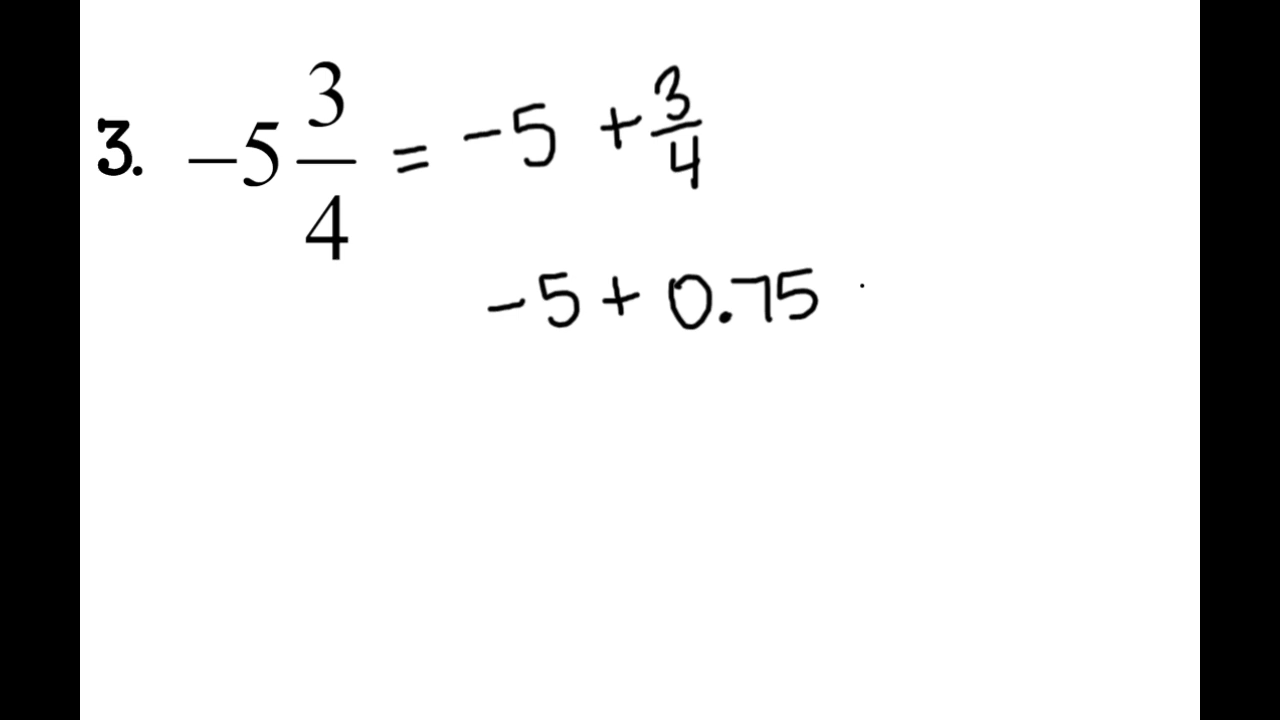 3. −5 3/4 = -5 + 3/4
-5 + 0.75